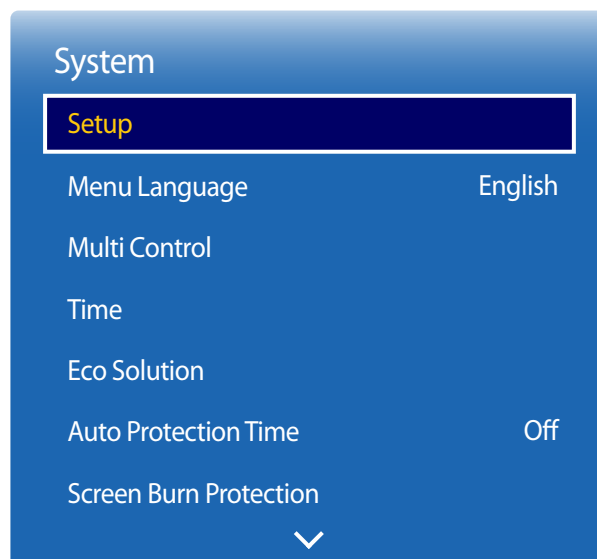 System
Setup
Menu Language English
Multi Control
Time
Eco Solution
Auto Protection Time Off
Screen Burn Protection